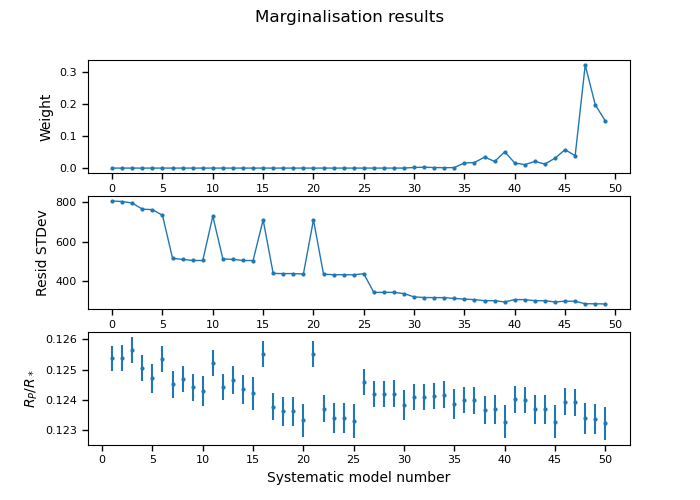 Marginalisation results
Weight
0.3
0.2
0.1
0.0
0 5 10 15 20 25 30 35 40 45 50
Resid STDev
800
600
400
0 5 10 15 20 25 30 35 40 45 50
R_P/R_*
0.126
0.125
0.124
0.123
0 5 10 15 20 25 30 35 40 45 50
Systematic model number